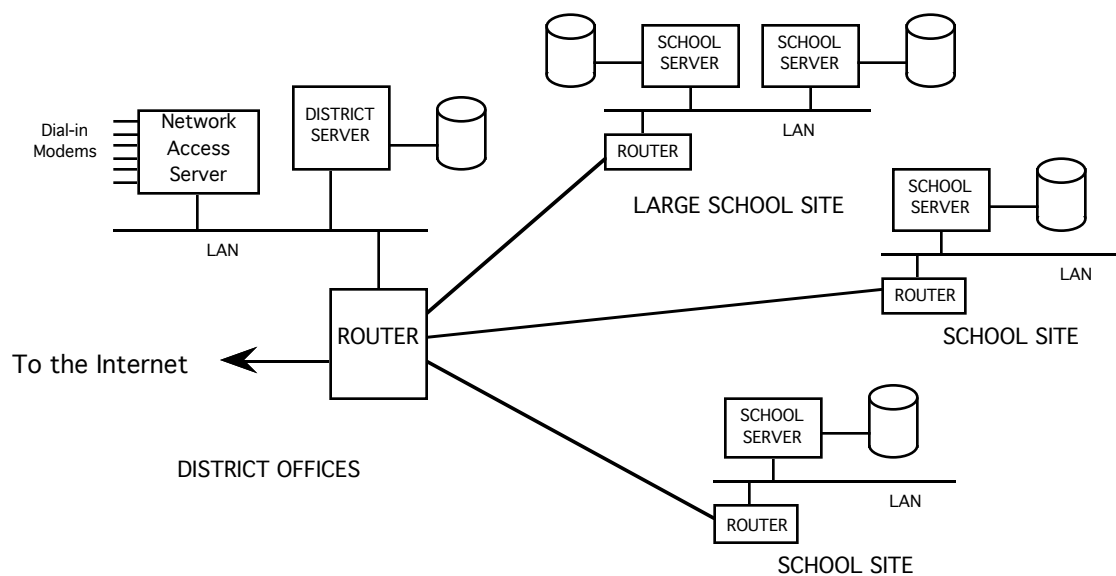 Dial-in
Modems
Network
Access
Server
DISTRICT
SERVER
LAN
ROUTER
To the Internet
DISTRICT OFFICES
SCHOOL
SERVER
SCHOOL
SERVER
LAN
ROUTER
LARGE SCHOOL SITE
SCHOOL
SERVER
LAN
ROUTER
SCHOOL SITE
SCHOOL
SERVER
LAN
ROUTER
SCHOOL SITE